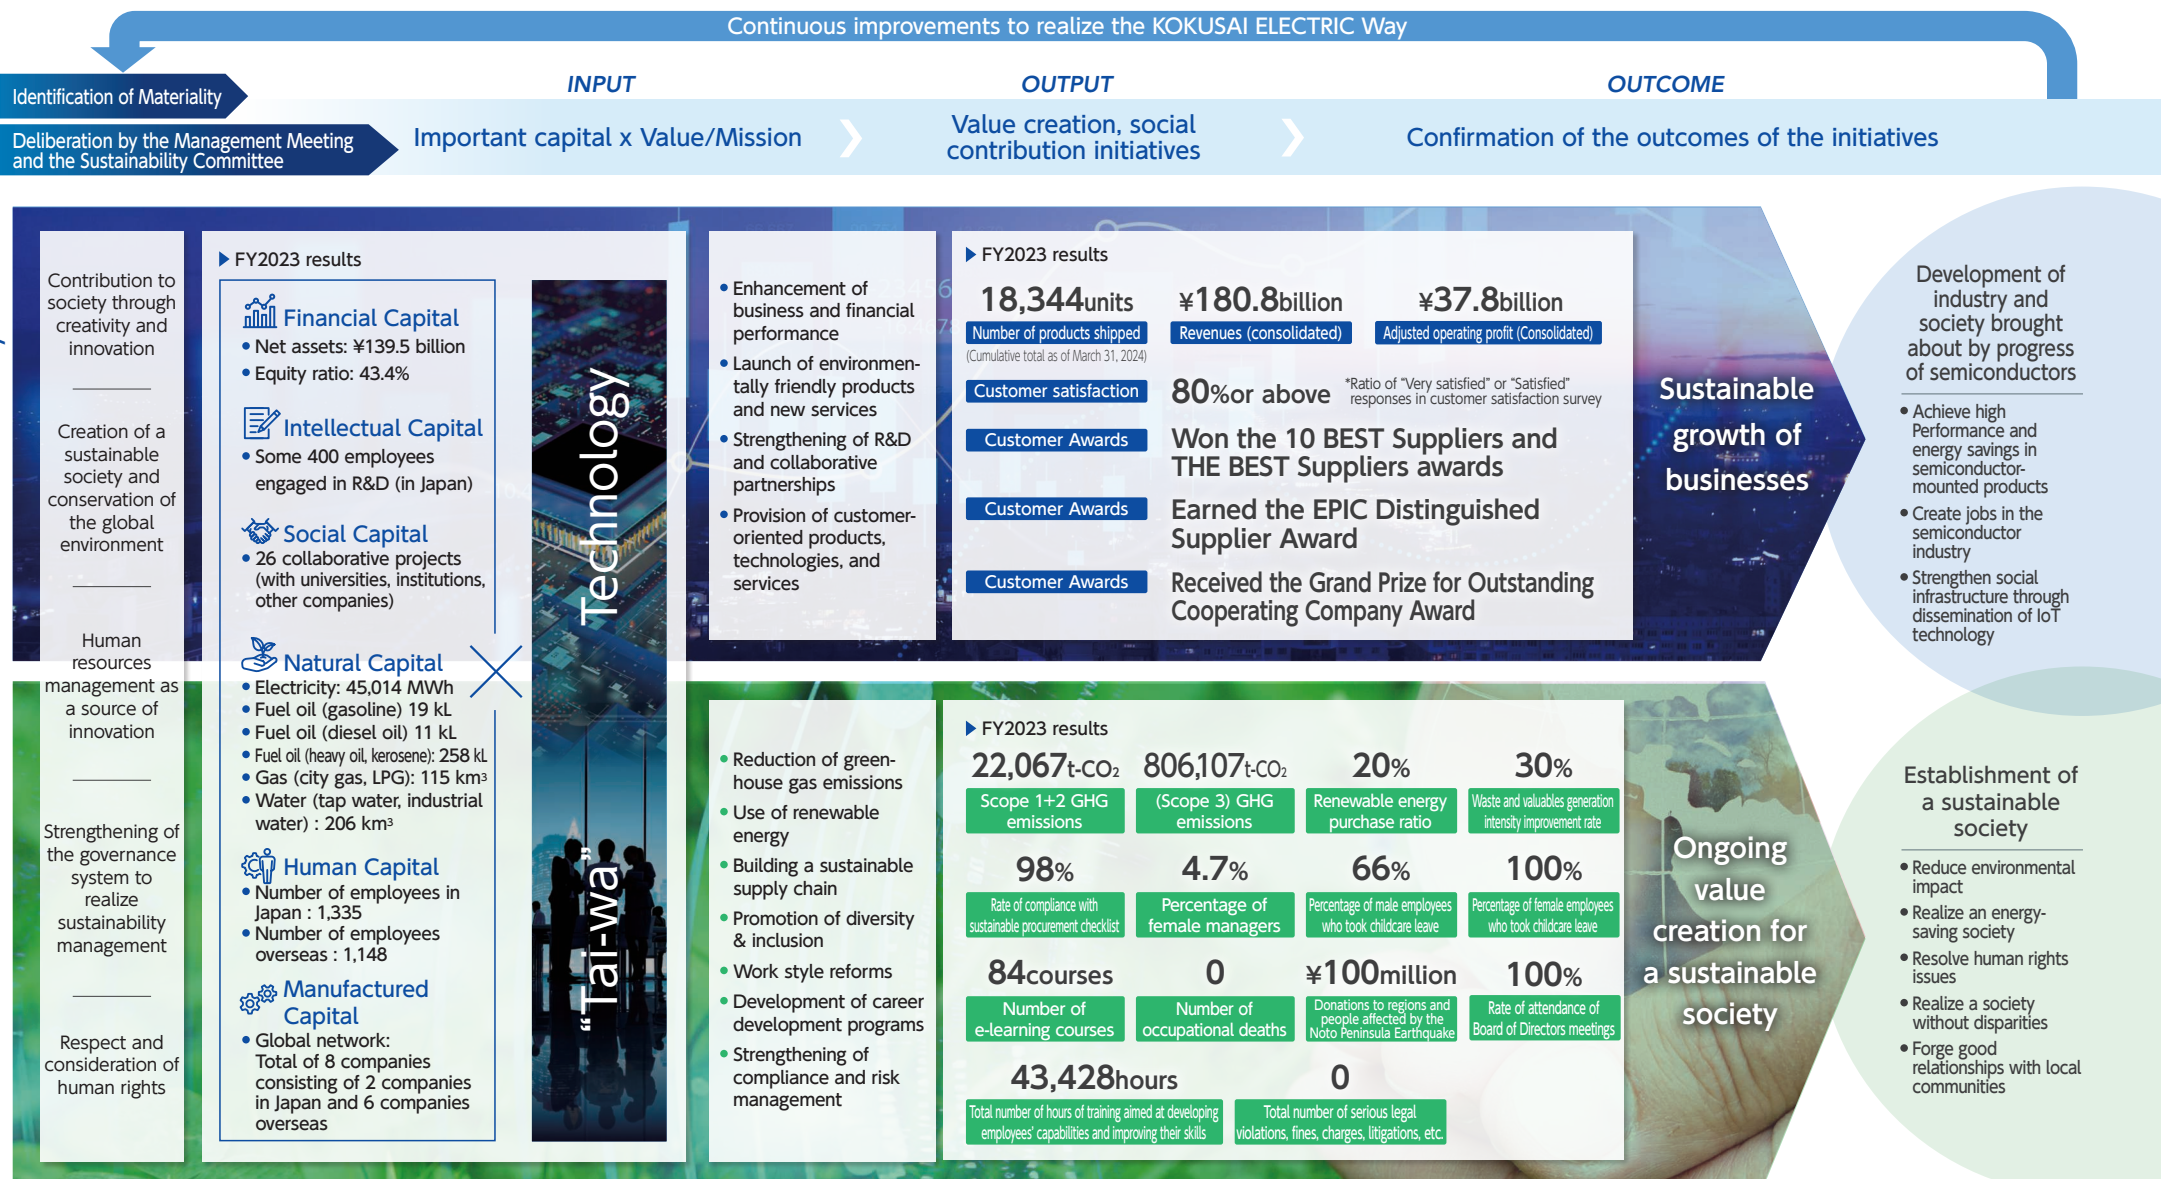 Continuous improvements to realize the KOKUSAI ELECTRIC Way
Identification of Materiality
Deliberation by the Management Meeting
and the Sustainability Committee
INPUT
Important capital x Value/Mission
OUTPUT
Value creation, social
contribution initiatives
OUTCOME
Confirmation of the outcomes of the initiatives
Contribution to
society through
creativity and
innovation
Creation of a
sustainable
society and
conservation of
the global
environment
Human
resources
management as
a source of
innovation
Strengthening of
the governance
system to
realize
sustainability
management
Respect and
consideration of
human rights
FY2023 results
Financial Capital
• Net assets: ¥139.5 billion
• Equity ratio: 43.4%
Intellectual Capital
• Some 400 employees
engaged in R&D (in Japan)
Social Capital
• 26 collaborative projects
(with universities, institutions,
other companies)
Natural Capital
• Electricity: 45,014 MWh
• Fuel oil (gasoline) 19 kL
• Fuel oil (diesel oil) 11 kL
• Fuel oil (heavy oil, kerosene): 258 kL
• Gas (city gas, LPG): 115 km³
• Water (tap water, industrial
water) : 206 km³
Human Capital
• Number of employees in
Japan : 1,335
• Number of employees
overseas : 1,148
Manufactured
Capital
• Global network:
Total of 8 companies
consisting of 2 companies
in Japan and 6 companies
overseas
Technology
"Tai-wa"
• Enhancement of
business and financial
performance
• Launch of environmen-
tally friendly products
and new services
• Strengthening of R&D
and collaborative
partnerships
• Provision of customer-
oriented products,
technologies, and
services
FY2023 results
18,344units
Number of products shipped
(Cumulative total as of March 31, 2024)
¥180.8billion
Revenues (consolidated)
¥37.8billion
Adjusted operating profit (Consolidated)
Customer satisfaction
80%or above
*Ratio of "Very satisfied" or "Satisfied"
responses in customer satisfaction survey
Customer Awards
Won the 10 BEST Suppliers and
THE BEST Suppliers awards
Customer Awards
Earned the EPIC Distinguished
Supplier Award
Customer Awards
Received the Grand Prize for Outstanding
Cooperating Company Award
Sustainable
growth of
businesses
Development of
industry and
society brought
about by progress
of semiconductors
• Achieve high
Performance and
energy savings in
semiconductor-
mounted products
• Create jobs in the
semiconductor
industry
• Strengthen social
infrastructure through
dissemination of IoT
technology
• Reduction of green-
house gas emissions
• Use of renewable
energy
• Building a sustainable
supply chain
• Promotion of diversity
& inclusion
• Work style reforms
• Development of career
development programs
• Strengthening of
compliance and risk
management
FY2023 results
22,067t-CO₂
Scope 1+2 GHG
emissions
806,107t-CO₂
(Scope 3) GHG
emissions
20%
Renewable energy
purchase ratio
30%
Waste and valuables generation
intensity improvement rate
98%
Rate of compliance with
sustainable procurement checklist
4.7%
Percentage of
female managers
66%
Percentage of male employees
who took childcare leave
100%
Percentage of female employees
who took childcare leave
84courses
Number of
e-learning courses
0
Number of
occupational deaths
¥100million
Donations to regions and
people affected by the
Noto Peninsula Earthquake
100%
Rate of attendance of
Board of Directors meetings
43,428hours
Total number of hours of training aimed at developing
employees' capabilities and improving their skills
0
Total number of serious legal
violations, fines, charges, litigations, etc.
Ongoing
value
creation for
a sustainable
society
Establishment of
a sustainable
society
• Reduce environmental
impact
• Realize an energy-
saving society
• Resolve human rights
issues
• Realize a society
without disparities
• Forge good
relationships with local
communities